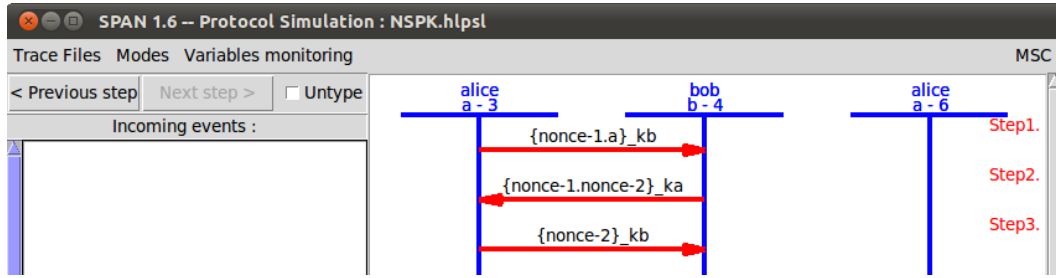 SPAN 1.6 -- Protocol Simulation : NSPK.hlpsl
Trace Files Modes Variables monitoring MSC
< Previous step Next step > Untype
Incoming events :
alice bob alice
a - 3 b - 4 a - 6
Step1.
{nonce-1.a}_kb
Step2.
{nonce-1.nonce-2}_ka
Step3.
{nonce-2}_kb